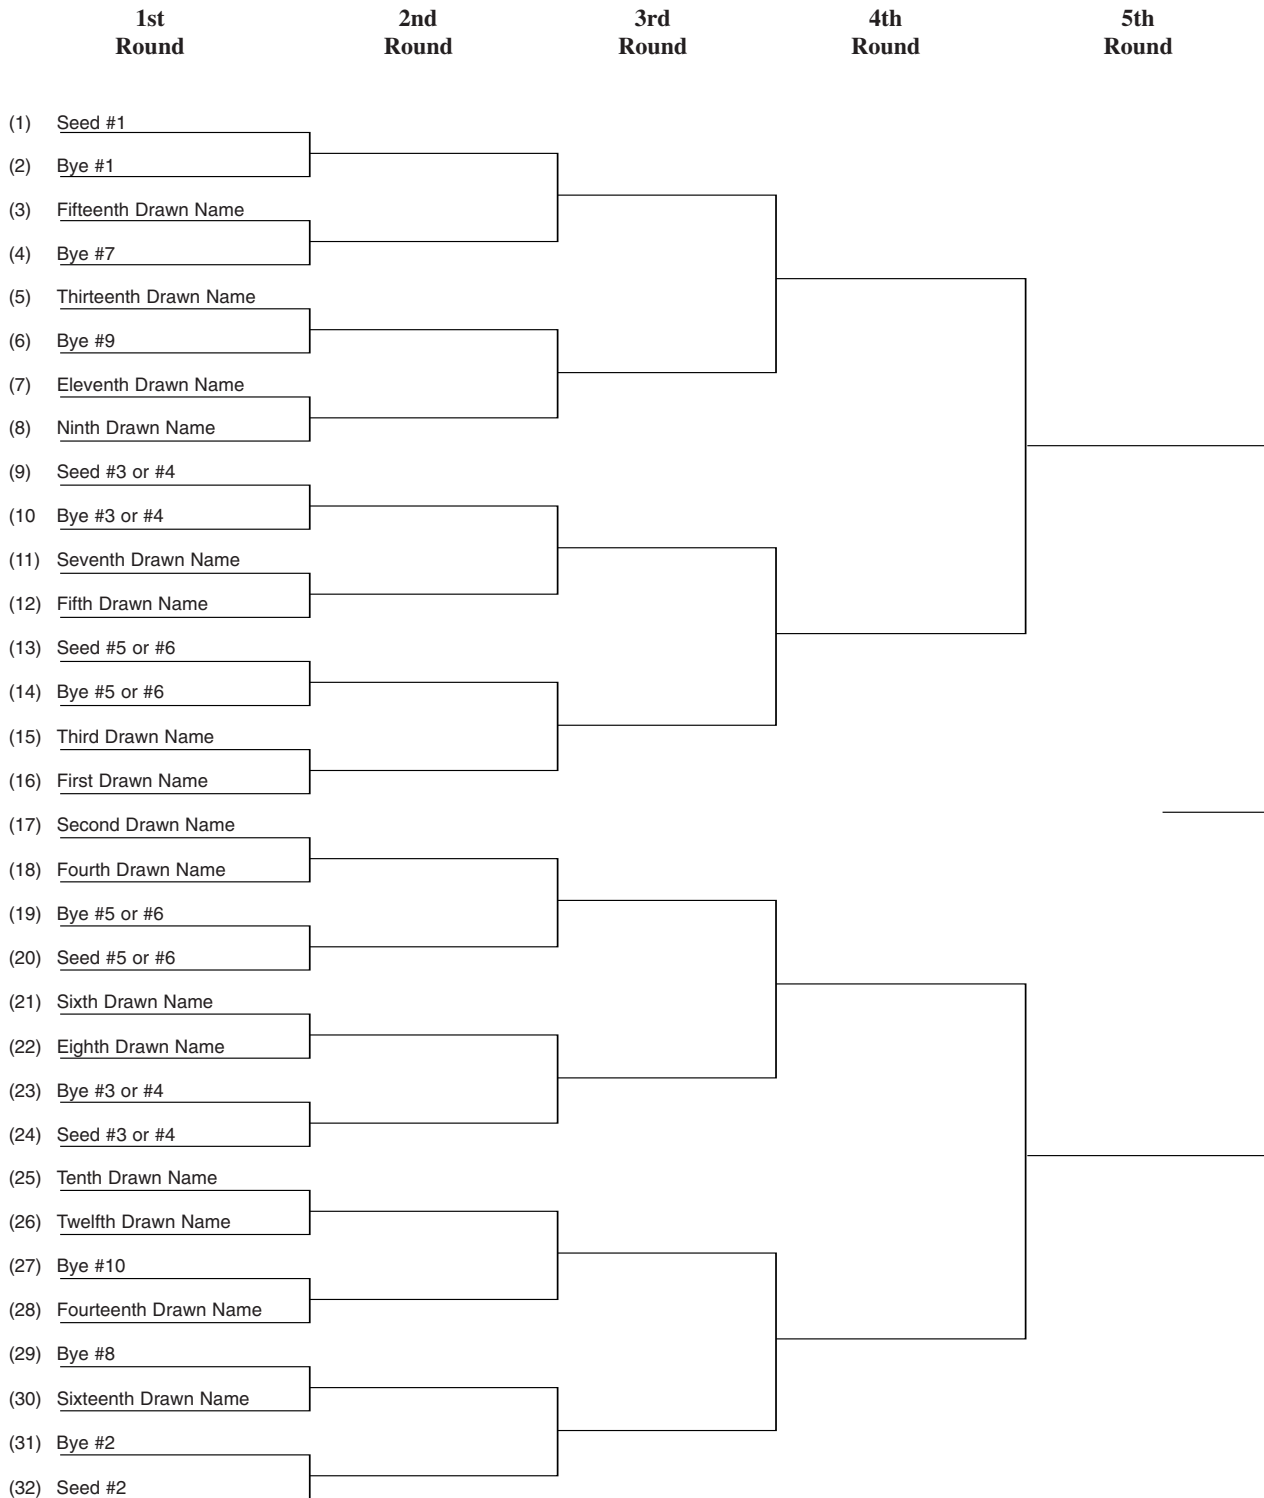 1st 2nd 3rd 4th 5th
Round Round Round Round Round
(1) Seed #1
(2) Bye #1
(3) Fifteenth Drawn Name
(4) Bye #7
(5) Thirteenth Drawn Name
(6) Bye #9
(7) Eleventh Drawn Name
(8) Ninth Drawn Name
(9) Seed #3 or #4
(10 Bye #3 or #4
(11) Seventh Drawn Name
(12) Fifth Drawn Name
(13) Seed #5 or #6
(14) Bye #5 or #6
(15) Third Drawn Name
(16) First Drawn Name
(17) Second Drawn Name
(18) Fourth Drawn Name
(19) Bye #5 or #6
(20) Seed #5 or #6
(21) Sixth Drawn Name
(22) Eighth Drawn Name
(23) Bye #3 or #4
(24) Seed #3 or #4
(25) Tenth Drawn Name
(26) Twelfth Drawn Name
(27) Bye #10
(28) Fourteenth Drawn Name
(29) Bye #8
(30) Sixteenth Drawn Name
(31) Bye #2
(32) Seed #2